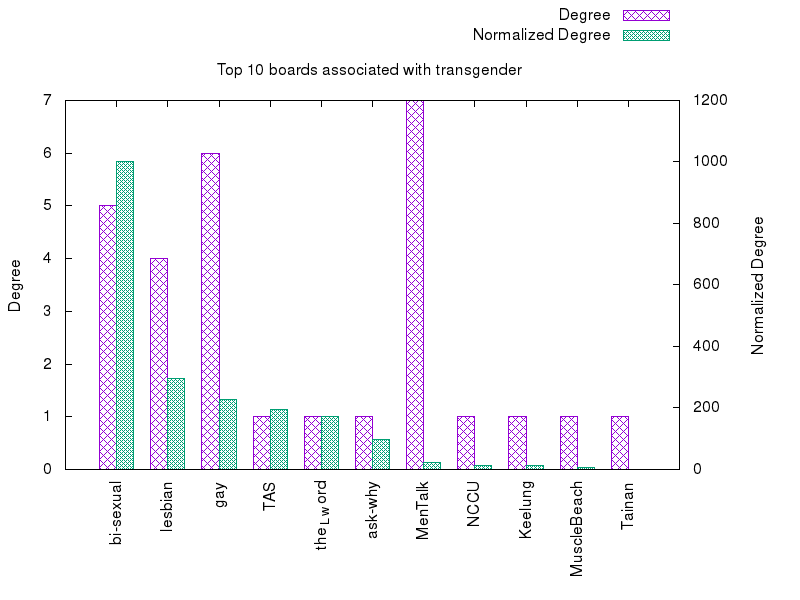 Degree
Normalized Degree
Top 10 boards associated with transgender
7
6
5
4
3
2
1
0
1200
1000
800
600
400
200
0
Degree
Normalized Degree
bi-sexual
lesbian
gay
TAS
theLword
ask-why
MenTalk
NCCU
Keelung
MuscleBeach
Tainan